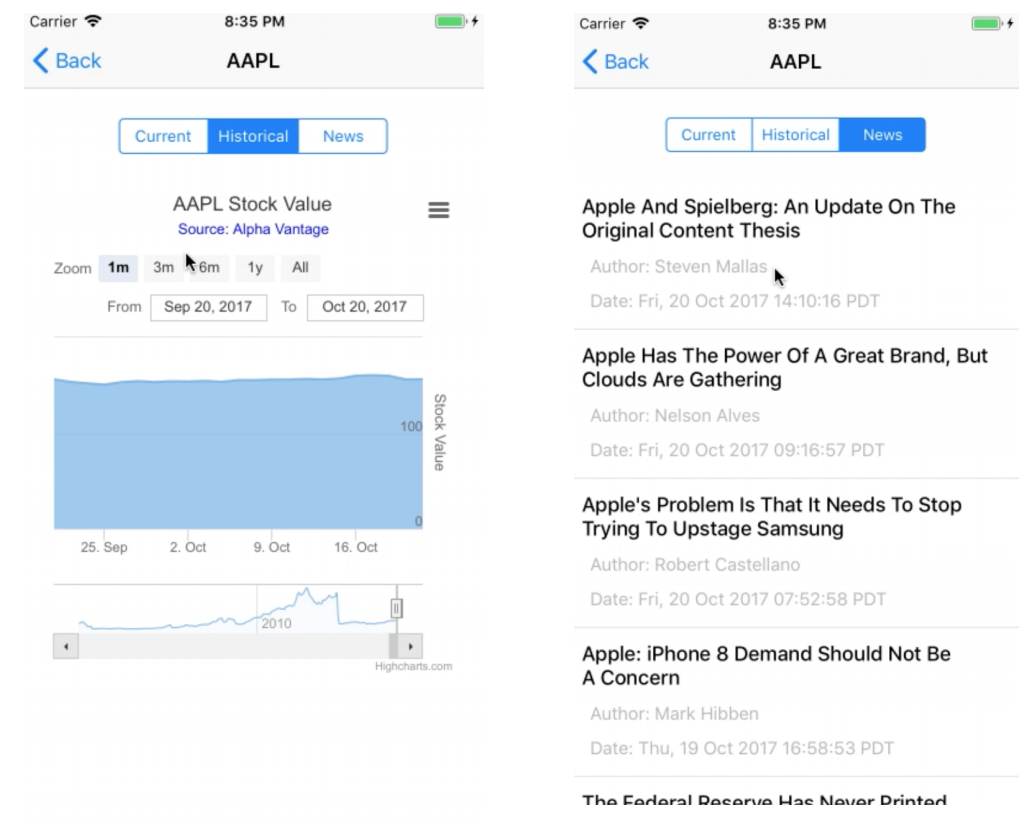 Carrier 8:35 PM
Back AAPL
Current Historical News
AAPL Stock Value
Source: Alpha Vantage
Zoom 1m 3m 6m 1y All
From Sep 20, 2017 To Oct 20, 2017
Stock Value
100
0
25. Sep 2. Oct 9. Oct 16. Oct
2010
Highcharts.com
Carrier 8:35 PM
Back AAPL
Current Historical News
Apple And Spielberg: An Update On The
Original Content Thesis
Author: Steven Mallas
Date: Fri, 20 Oct 2017 14:10:16 PDT
Apple Has The Power Of A Great Brand, But
Clouds Are Gathering
Author: Nelson Alves
Date: Fri, 20 Oct 2017 09:16:57 PDT
Apple's Problem Is That It Needs To Stop
Trying To Upstage Samsung
Author: Robert Castellano
Date: Fri, 20 Oct 2017 07:52:58 PDT
Apple: iPhone 8 Demand Should Not Be
A Concern
Author: Mark Hibben
Date: Thu, 19 Oct 2017 16:58:53 PDT
The Federal Reserve Has Never Printed